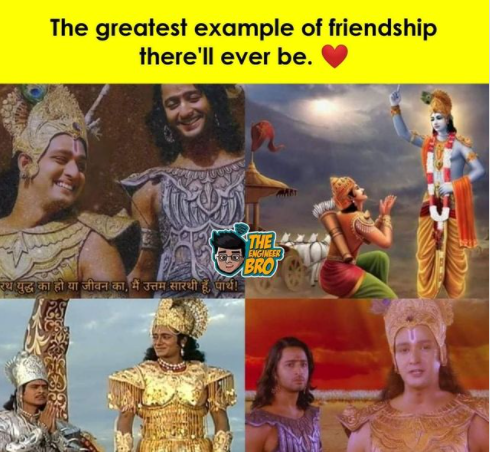 The greatest example of friendship
there'll ever be. ❤️
रथ युद्ध का हो या जीवन का, मैं उत्तम सारथी हूँ, पार्थ!
THE
ENGINEER
BRO